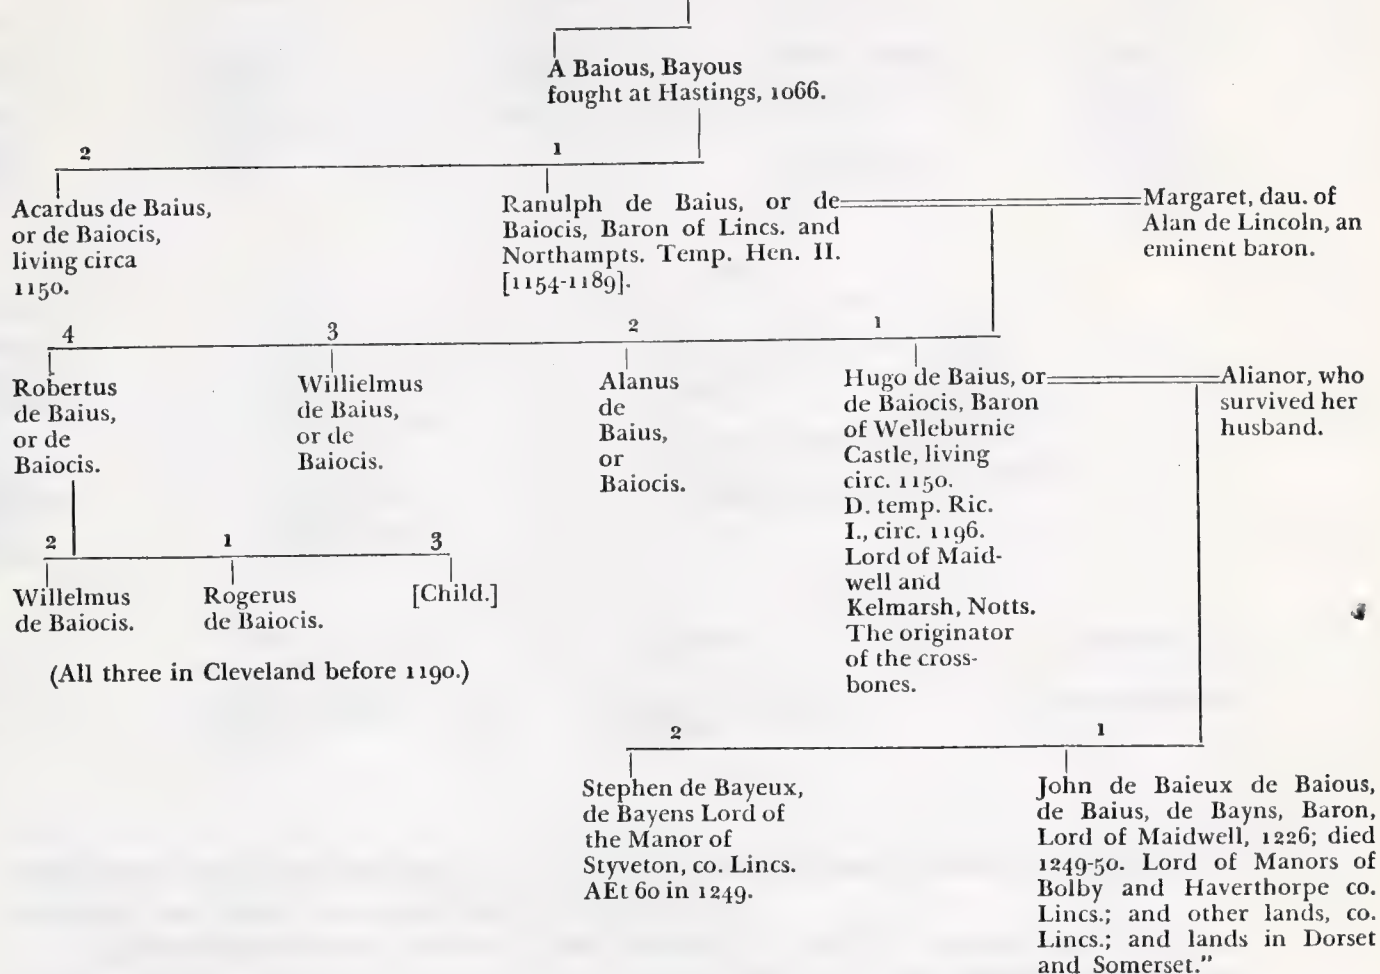 A Baious, Bayous
fought at Hastings, 1066.
2
1
Acardus de Baius,
or de Baiocis,
living circa
1150.
Ranulph de Baius, or de
Baiocis, Baron of Lincs. and
Northampts. Temp. Hen. II.
[1154-1189].
Margaret, dau. of
Alan de Lincoln, an
eminent baron.
4
3
2
1
Robertus
de Baius,
or de
Baiocis.
Willielmus
de Baius,
or de
Baiocis.
Alanus
de
Baius,
or
Baiocis.
Hugo de Baius, or
de Baiocis, Baron
of Welleburnie
Castle, living
circ. 1150.
D. temp. Ric.
I., circ. 1196.
Lord of Maid-
well and
Kelmarsh, Notts.
The originator
of the cross-
bones.
Alianor, who
survived her
husband.
2
1
3
Willelmus
de Baiocis.
Rogerus
de Baiocis.
[Child.]
(All three in Cleveland before 1190.)
2
1
Stephen de Bayeux,
de Bayens Lord of
the Manor of
Styveton, co. Lincs.
AEt 60 in 1249.
John de Baieux de Baious,
de Baius, de Bayns, Baron,
Lord of Maidwell, 1226; died
1249-50. Lord of Manors of
Bolby and Haverthorpe co.
Lincs.; and other lands, co.
Lincs.; and lands in Dorset
and Somerset."